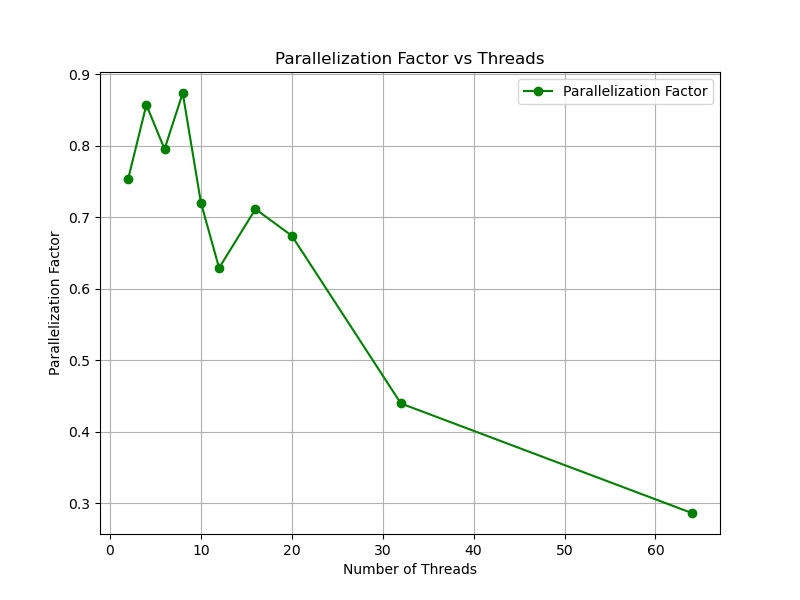 Parallelization Factor vs Threads
Parallelization Factor
0.9
0.8
0.7
0.6
0.5
0.4
0.3
Parallelization Factor
0 10 20 30 40 50 60
Number of Threads